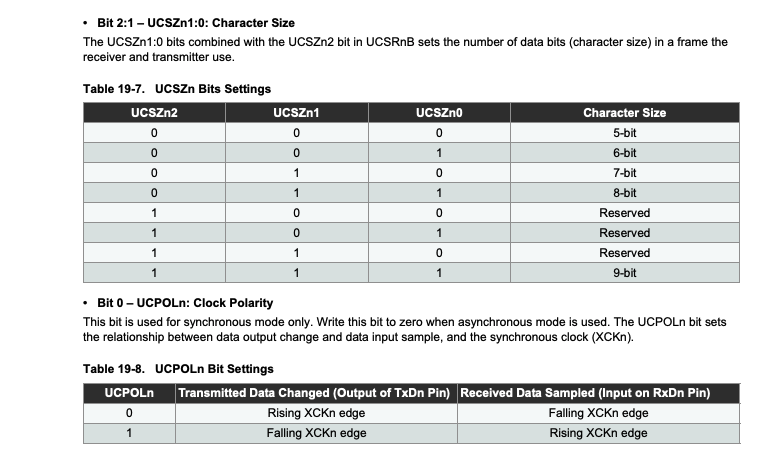 • Bit 2:1 – UCSZn1:0: Character Size
The UCSZn1:0 bits combined with the UCSZn2 bit in UCSRnB sets the number of data bits (character size) in a frame the
receiver and transmitter use.
Table 19-7. UCSZn Bits Settings
UCSZn2 UCSZn1 UCSZn0 Character Size
0 0 0 5-bit
0 0 1 6-bit
0 1 0 7-bit
0 1 1 8-bit
1 0 0 Reserved
1 0 1 Reserved
1 1 0 Reserved
1 1 1 9-bit
• Bit 0 – UCPOLn: Clock Polarity
This bit is used for synchronous mode only. Write this bit to zero when asynchronous mode is used. The UCPOLn bit sets
the relationship between data output change and data input sample, and the synchronous clock (XCKn).
Table 19-8. UCPOLn Bit Settings
UCPOLn Transmitted Data Changed (Output of TxDn Pin) Received Data Sampled (Input on RxDn Pin)
0 Rising XCKn edge Falling XCKn edge
1 Falling XCKn edge Rising XCKn edge